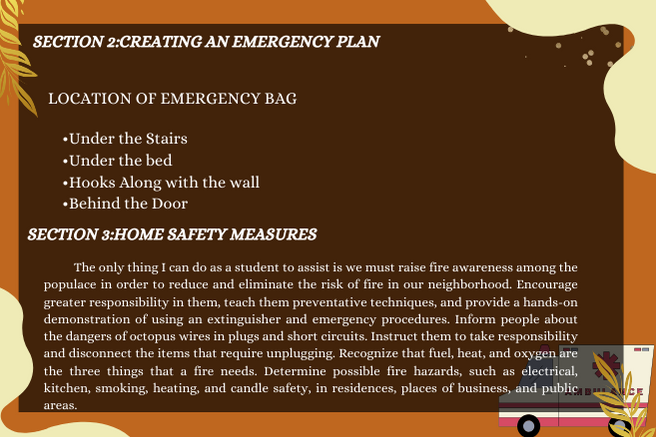 SECTION 2:CREATING AN EMERGENCY PLAN
LOCATION OF EMERGENCY BAG
•Under the Stairs
•Under the bed
•Hooks Along with the wall
•Behind the Door
SECTION 3:HOME SAFETY MEASURES
The only thing I can do as a student to assist is we must raise fire awareness among the
populace in order to reduce and eliminate the risk of fire in our neighborhood. Encourage
greater responsibility in them, teach them preventative techniques, and provide a hands-on
demonstration of using an extinguisher and emergency procedures. Inform people about
the dangers of octopus wires in plugs and short circuits. Instruct them to take responsibility
and disconnect the items that require unplugging. Recognize that fuel, heat, and oxygen are
the three things that a fire needs. Determine possible fire hazards, such as electrical,
kitchen, smoking, heating, and candle safety, in residences, places of business, and public
areas.
AMBULANCE